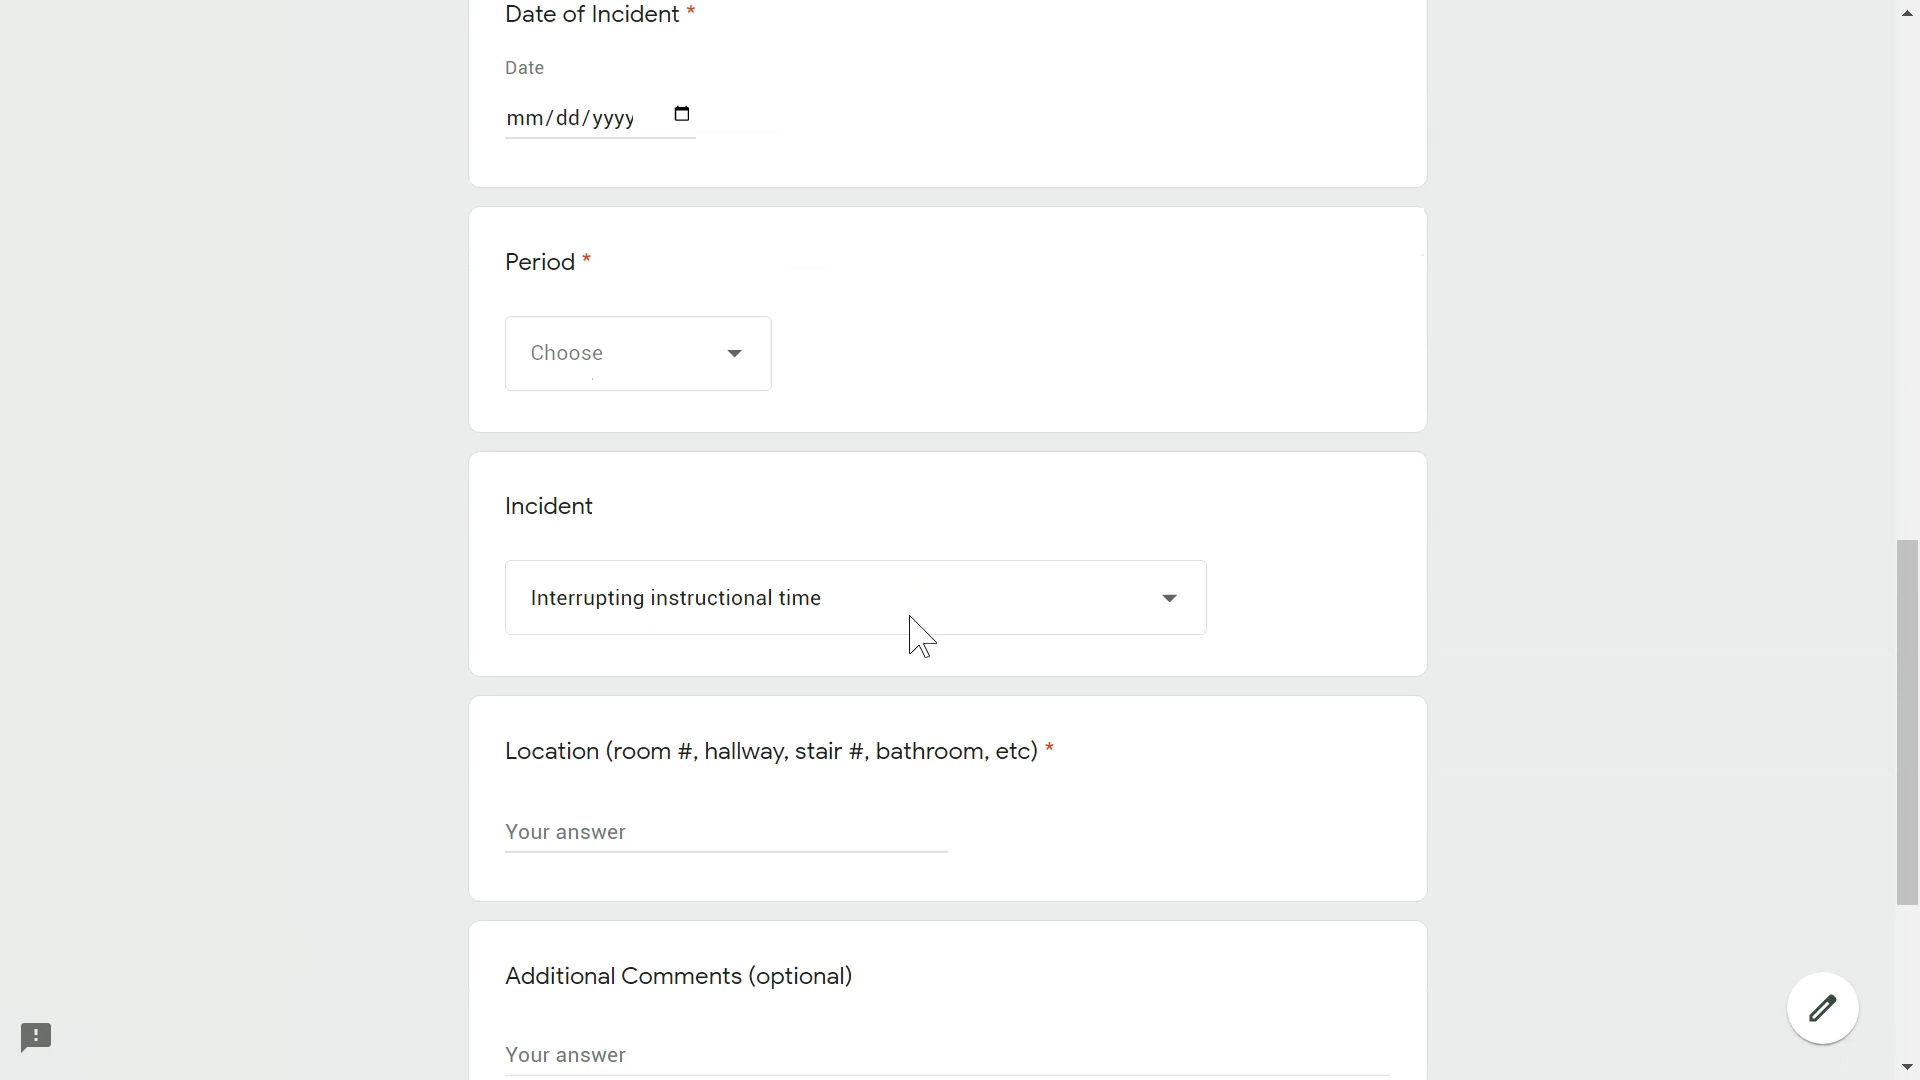 Date of Incident *
Date
mm/dd/yyyy
Period *
Choose
Incident
Interrupting instructional time
Location (room #, hallway, stair #, bathroom, etc) *
Your answer
Additional Comments (optional)
Your answer